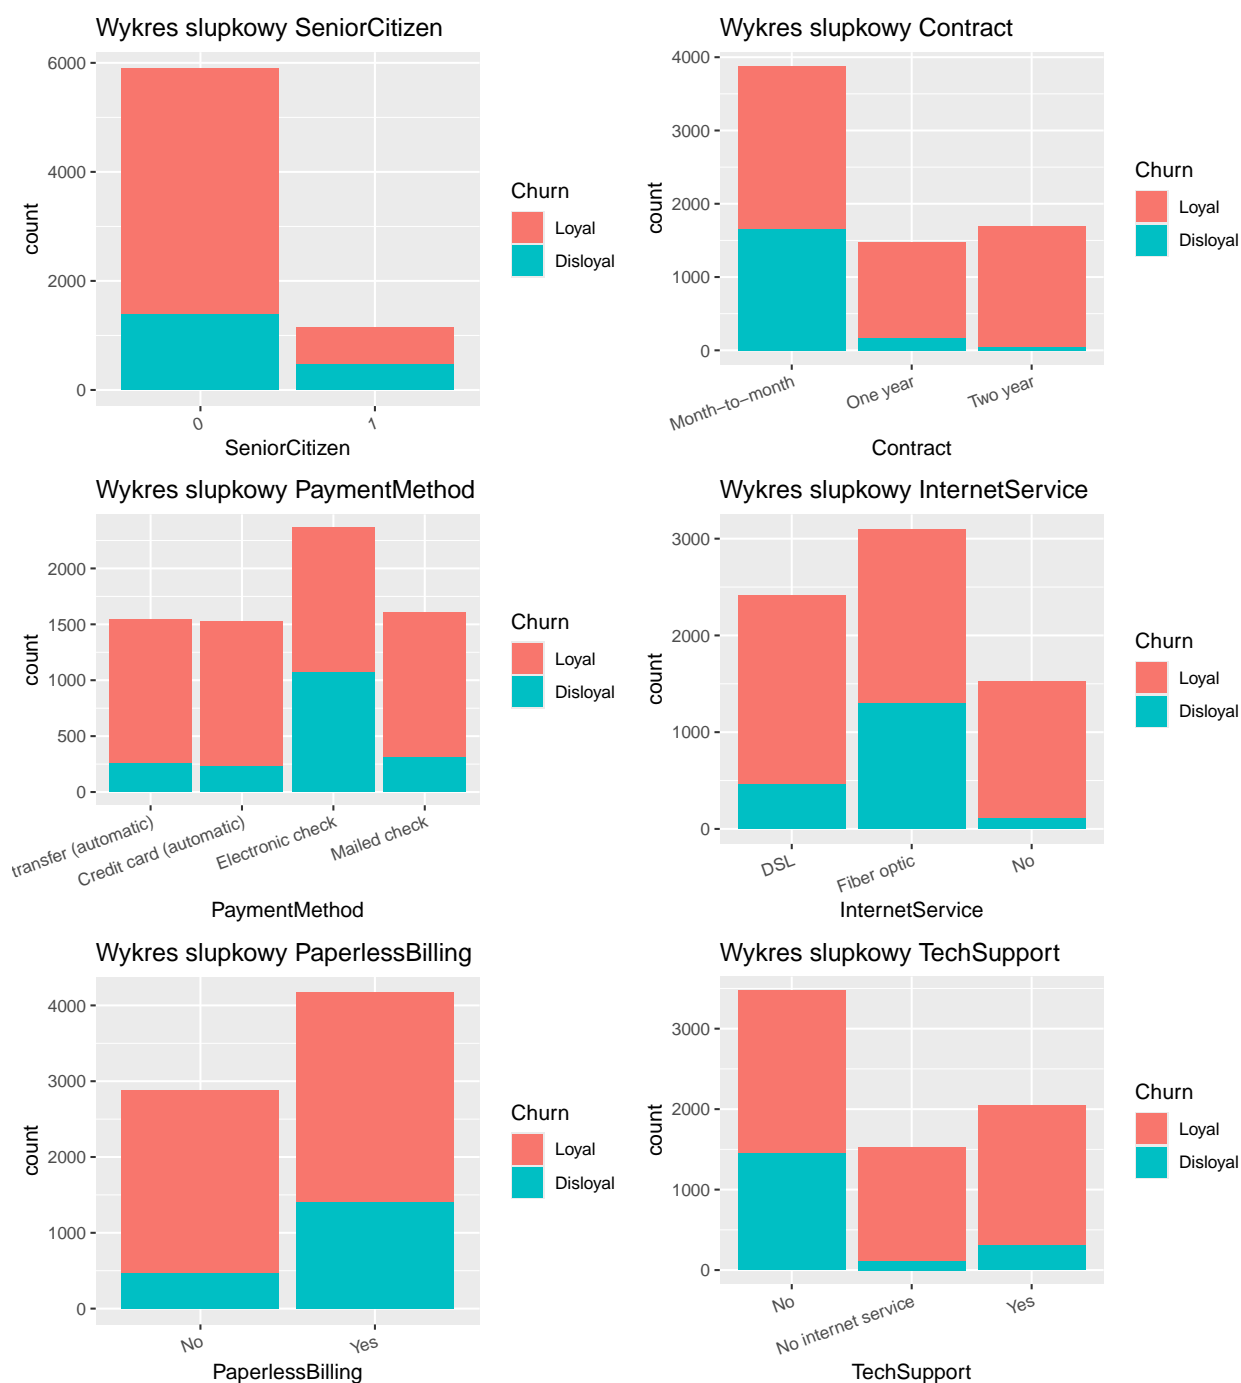 Wykres slupkowy SeniorCitizen
6000
4000
2000
0
count
0
1
SeniorCitizen
Churn
Loyal
Disloyal
Wykres slupkowy Contract
4000
3000
2000
1000
0
count
Month−to−month
One year
Two year
Contract
Churn
Loyal
Disloyal
Wykres slupkowy PaymentMethod
2000
1500
1000
500
0
count
transfer (automatic)
Credit card (automatic)
Electronic check
Mailed check
PaymentMethod
Churn
Loyal
Disloyal
Wykres slupkowy InternetService
3000
2000
1000
0
count
DSL
Fiber optic
No
InternetService
Churn
Loyal
Disloyal
Wykres slupkowy PaperlessBilling
4000
3000
2000
1000
0
count
No
Yes
PaperlessBilling
Churn
Loyal
Disloyal
Wykres slupkowy TechSupport
3000
2000
1000
0
count
No
No internet service
Yes
TechSupport
Churn
Loyal
Disloyal